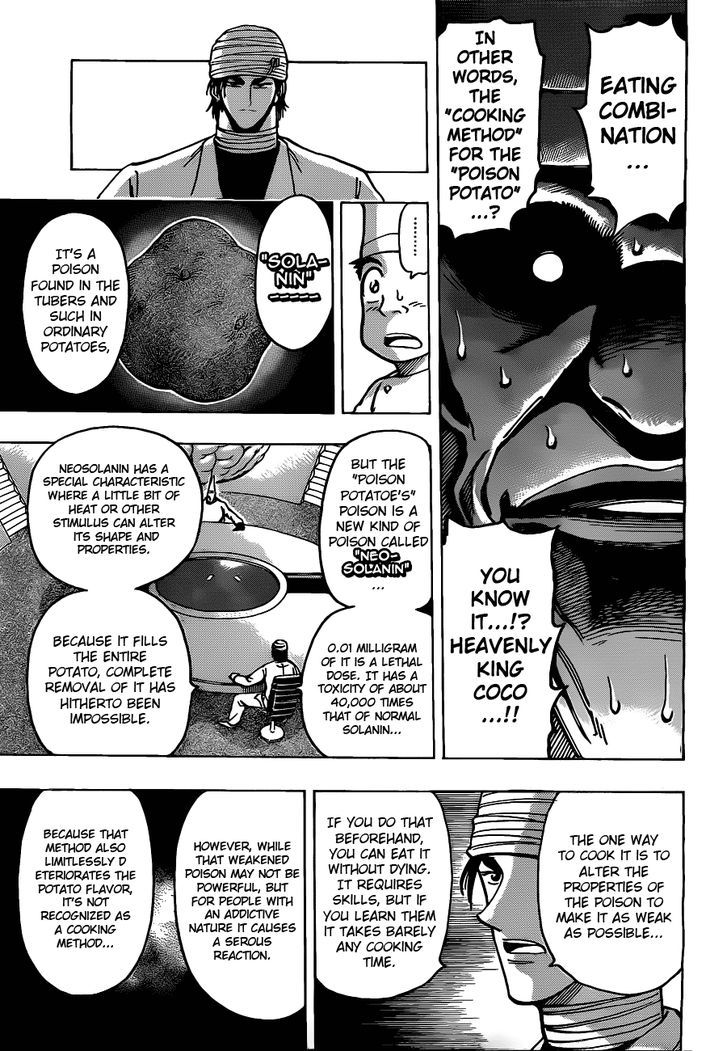 EATING
COMBI-
NATION
...
IN
OTHER
WORDS,
THE
"COOKING
METHOD"
FOR THE
"POISON
POTATO"
...?
YOU
KNOW
IT...!?
HEAVENLY
KING
COCO
...!!
.........
"SOLA-
NIN"
IT'S A
POISON
FOUND IN THE
TUBERS AND
SUCH IN
ORDINARY
POTATOES,
BUT THE
"POISON
POTATOE'S"
POISON IS A
NEW KIND OF
POISON CALLED
"NEO-
SOLANIN"
...
0.01 MILLIGRAM
OF IT IS A LETHAL
DOSE. IT HAS A
TOXICITY OF ABOUT
40,000 TIMES
THAT OF NORMAL
SOLANIN...
NEOSOLANIN HAS A
SPECIAL CHARACTERISTIC
WHERE A LITTLE BIT OF
HEAT OR OTHER
STIMULUS CAN ALTER
ITS SHAPE AND
PROPERTIES.
BECAUSE IT FILLS
THE ENTIRE
POTATO, COMPLETE
REMOVAL OF IT HAS
HITHERTO BEEN
IMPOSSIBLE.
THE ONE WAY
TO COOK IT IS TO
ALTER THE
PROPERTIES OF
THE POISON TO
MAKE IT AS WEAK
AS POSSIBLE...
IF YOU DO THAT
BEFOREHAND,
YOU CAN EAT IT
WITHOUT DYING.
IT REQUIRES
SKILLS, BUT IF
YOU LEARN THEM
IT TAKES BARELY
ANY COOKING
TIME.
HOWEVER, WHILE
THAT WEAKENED
POISON MAY NOT BE
POWERFUL, BUT
FOR PEOPLE WITH
AN ADDICTIVE
NATURE IT CAUSES
A SEROUS
REACTION.
BECAUSE THAT
METHOD ALSO
LIMITLESSLY D
ETERIORATES THE
POTATO FLAVOR,
IT'S NOT
RECOGNIZED AS
A COOKING
METHOD...